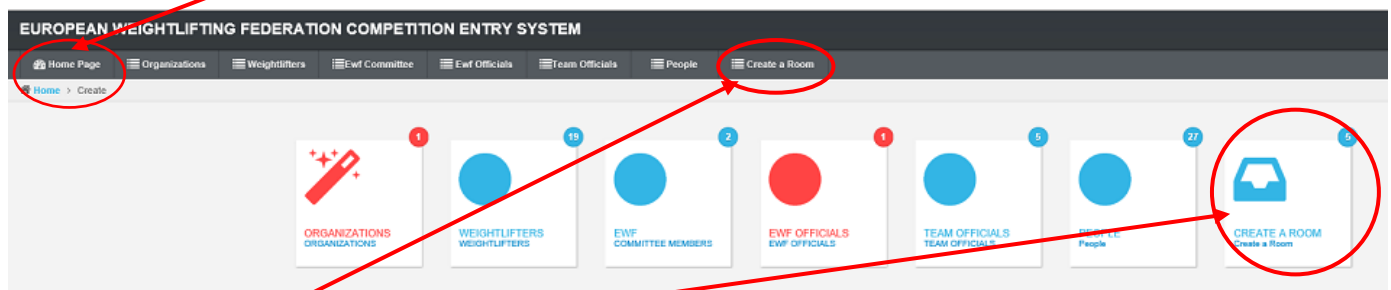 EUROPEAN WEIGHTLIFTING FEDERATION COMPETITION ENTRY SYSTEM
Home Page Organizations Weightlifters Ewf Committee Ewf Officials Team Officials People Create a Room
Home > Create
1 19 2 1 5 27 5
ORGANIZATIONS WEIGHTLIFTERS EWF EWF OFFICIALS TEAM OFFICIALS PEOPLE CREATE A ROOM
ORGANIZATIONS WEIGHTLIFTERS COMMITTEE MEMBERS EWF OFFICIALS TEAM OFFICIALS People Create a Room